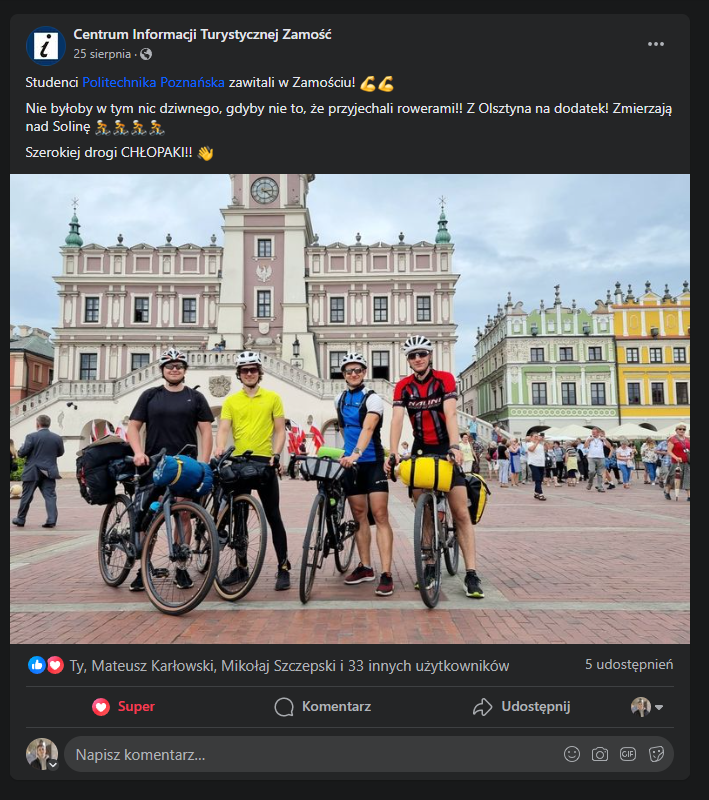 Centrum Informacji Turystycznej Zamość
25 sierpnia ·
Studenci Politechnika Poznańska zawitali w Zamościu! 💪💪
Nie byłoby w tym nic dziwnego, gdyby nie to, że przyjechali rowerami!! Z Olsztyna na dodatek! Zmierzają
nad Solinę 🚴🚴🚴🚴
Szerokiej drogi CHŁOPAKI!! 👋
Ty, Mateusz Karłowski, Mikołaj Szczepski i 33 innych użytkowników
5 udostępnień
Super
Komentarz
Udostępnij
Napisz komentarz...
GIF